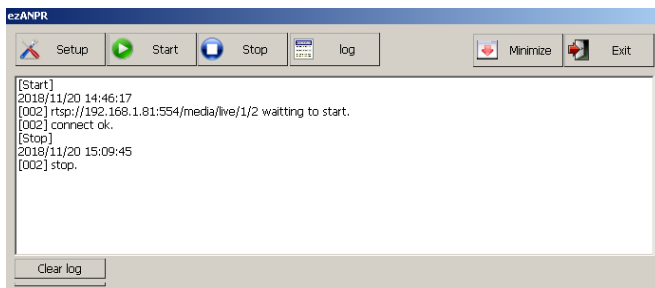 ezANPR
Setup Start Stop log Minimize Exit
[Start]
2018/11/20 14:46:17
[002] rtsp://192.168.1.81:554/media/live/1/2 waitting to start.
[002] connect ok.
[Stop]
2018/11/20 15:09:45
[002] stop.
Clear log